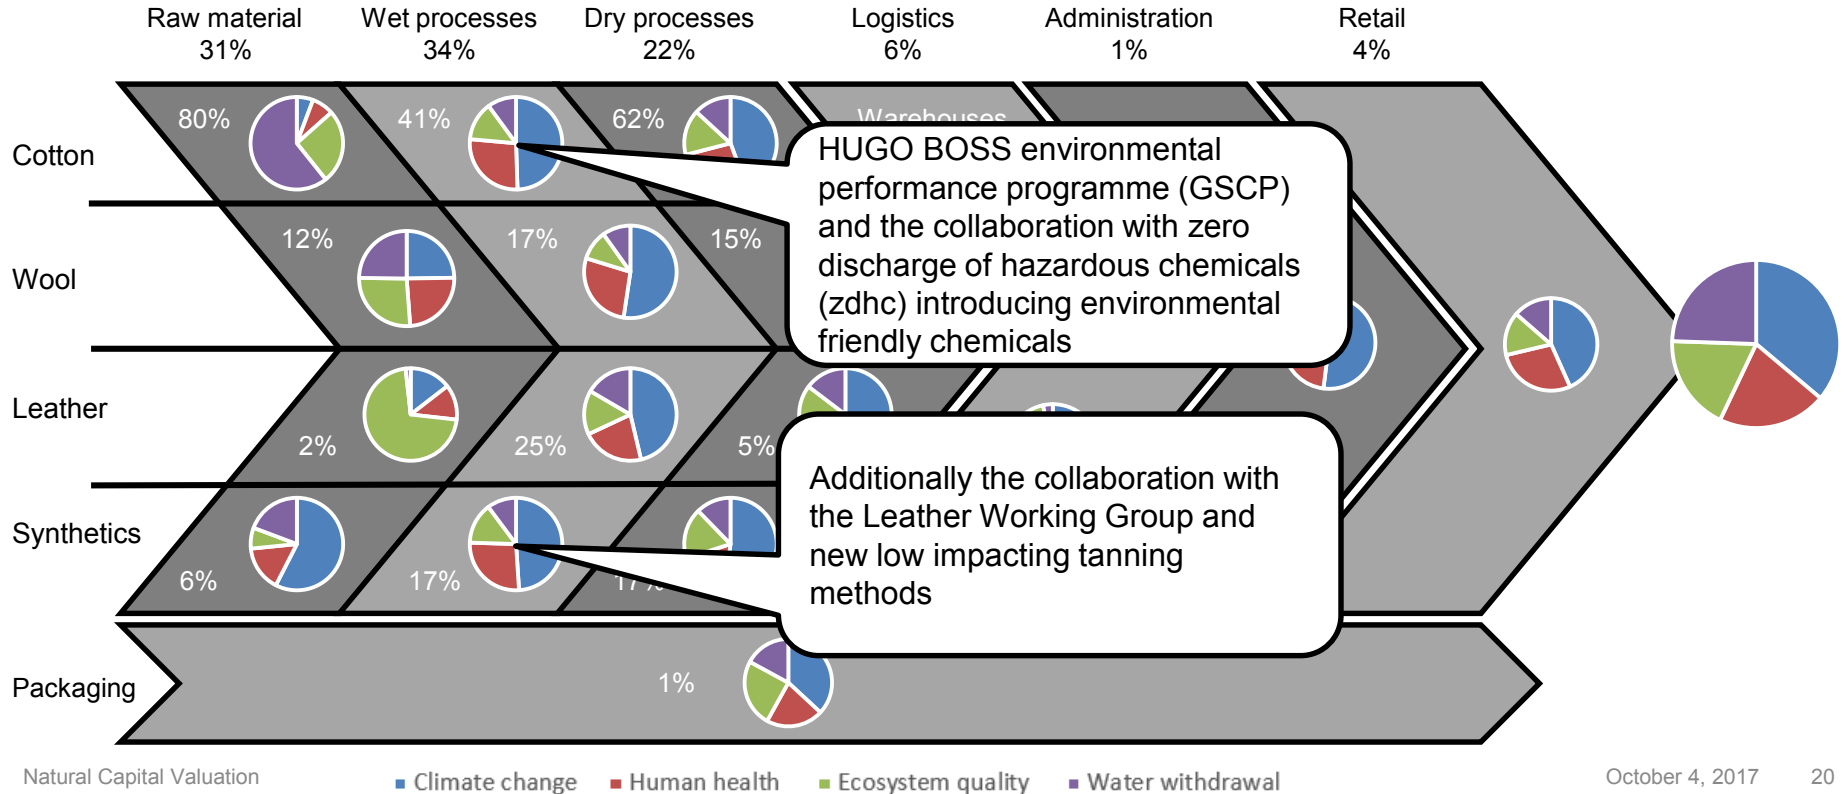 Raw material
31%
Wet processes
34%
Dry processes
22%
Logistics
6%
Administration
1%
Retail
4%
Cotton
80%
41%
62%
Warehouses
HUGO BOSS environmental
performance programme (GSCP)
and the collaboration with zero
discharge of hazardous chemicals
(zdhc) introducing environmental
friendly chemicals
Wool
12%
17%
15%
Leather
2%
25%
5%
Additionally the collaboration with
the Leather Working Group and
new low impacting tanning
methods
Synthetics
6%
17%
17%
Packaging
1%
Natural Capital Valuation
Climate change
Human health
Ecosystem quality
Water withdrawal
October 4, 2017
20